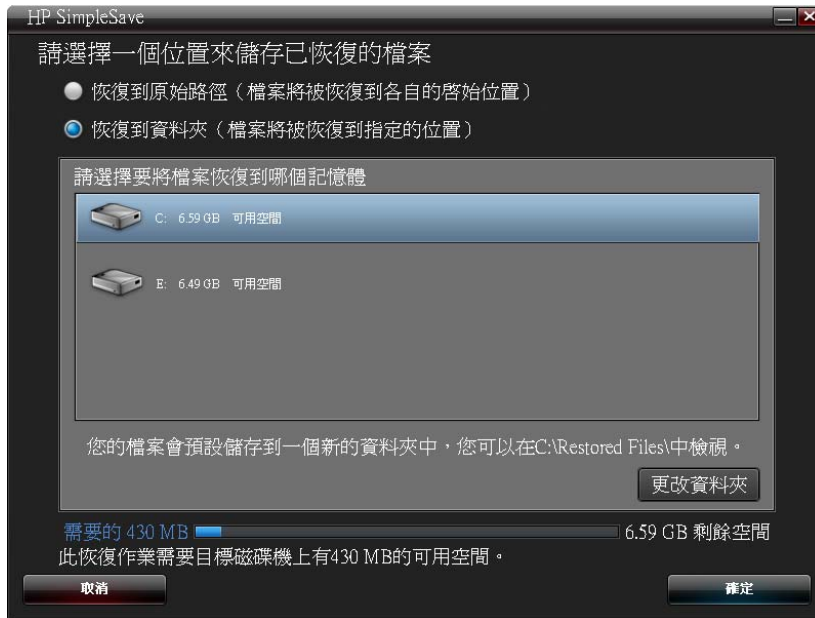 HP SimpleSave
請選擇一個位置來儲存已恢復的檔案
恢復到原始路徑（檔案將被恢復到各自的啓始位置）
恢復到資料夾（檔案將被恢復到指定的位置）
請選擇要將檔案恢復到哪個記憶體
C: 6.59 GB 可用空間
E: 6.49 GB 可用空間
您的檔案會預設儲存到一個新的資料夾中，您可以在C:\Restored Files\中檢視。
更改資料夾
需要的 430 MB 6.59 GB 剩餘空間
此恢復作業需要目標磁碟機上有430 MB的可用空間。
取消 確定